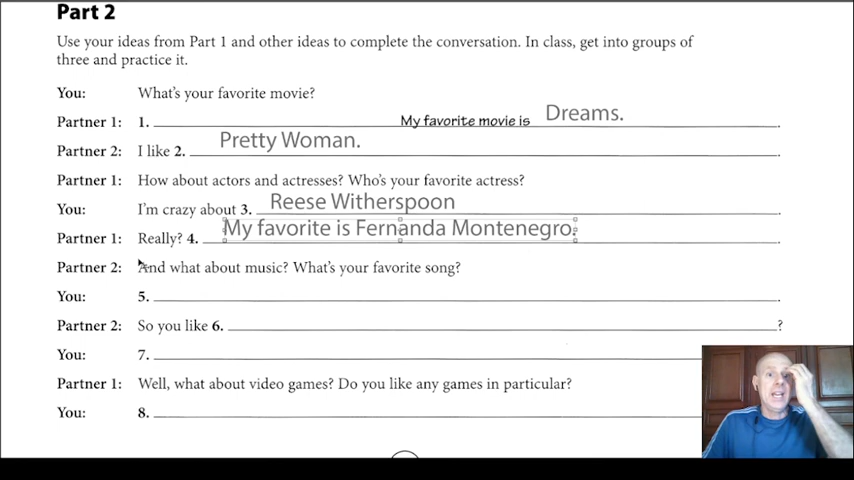 Part 2
Use your ideas from Part 1 and other ideas to complete the conversation. In class, get into groups of
three and practice it.
You: What's your favorite movie?
Partner 1: 1. My favorite movie is Dreams.
Partner 2: I like 2. Pretty Woman.
Partner 1: How about actors and actresses? Who's your favorite actress?
You: I'm crazy about 3. Reese Witherspoon
Partner 1: Really? 4. My favorite is Fernanda Montenegro.
Partner 2: And what about music? What's your favorite song?
You: 5.
Partner 2: So you like 6. ?
You: 7.
Partner 1: Well, what about video games? Do you like any games in particular?
You: 8.